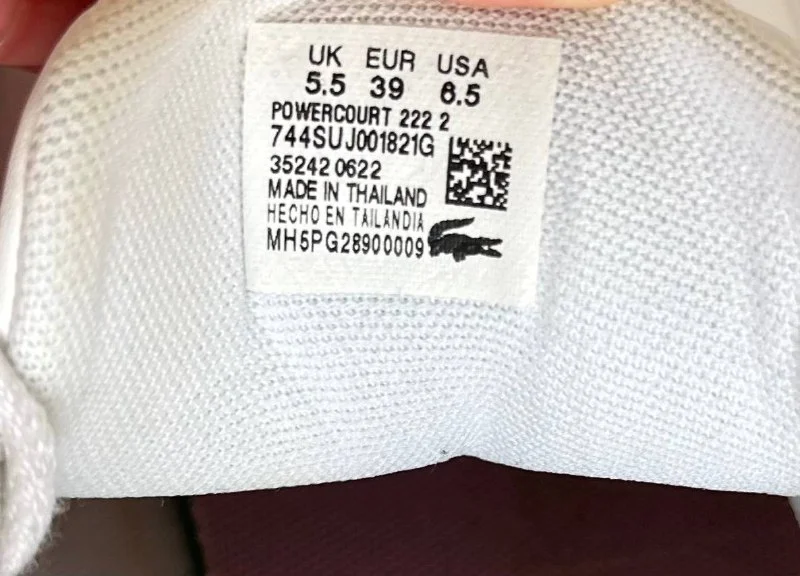 UK EUR USA
5.5 39 6.5
POWERCOURT 222 2
744SUJ001821G
35242 0622
MADE IN THAILAND
HECHO EN TAILANDIA
MH5PG28900009